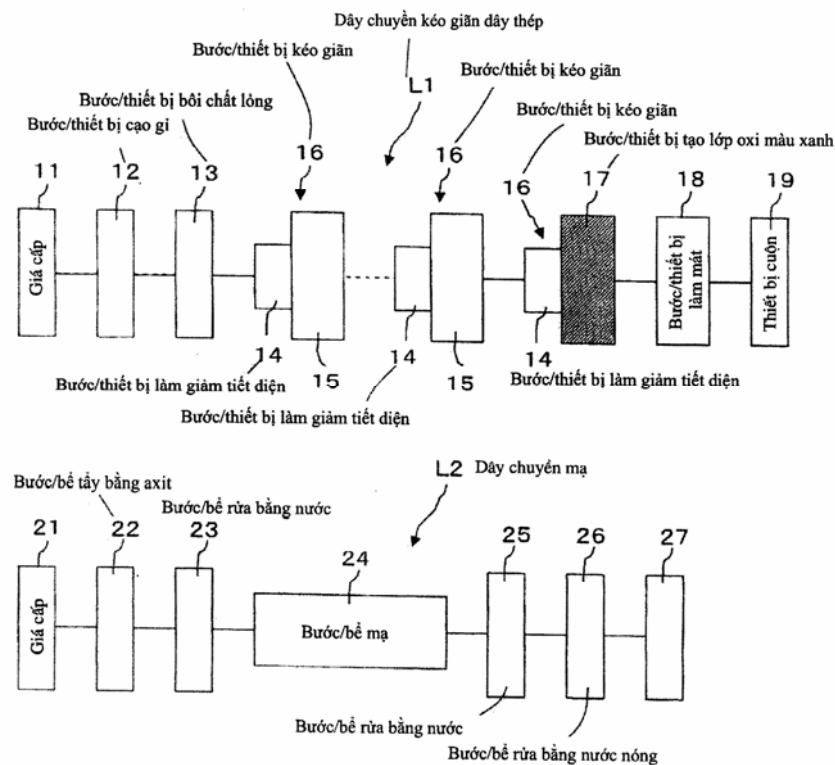 Dây chuyền kéo giãn dây thép
Bước/thiết bị kéo giãn
L1
Bước/thiết bị kéo giãn
Bước/thiết bị bôi chất lỏng
Bước/thiết bị kéo giãn
Bước/thiết bị cạo gỉ
Bước/thiết bị tạo lớp oxi màu xanh
11
12
13
16
16
16
17
18
19
Giá cấp
Bước/thiết bị làm mát
Thiết bị cuộn
14
15
14
15
14
Bước/thiết bị làm giảm tiết diện
Bước/thiết bị làm giảm tiết diện
Bước/thiết bị làm giảm tiết diện
L2 Dây chuyền mạ
Bước/bể tẩy bằng axit
Bước/bể rửa bằng nước
21
22
23
24
25
26
27
Giá cấp
Bước/bể mạ
Bước/bể rửa bằng nước
Bước/bể rửa bằng nước nóng